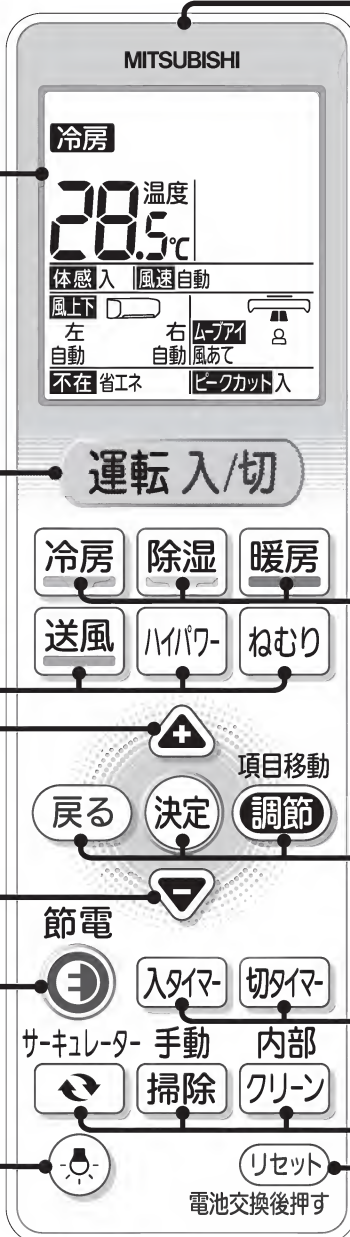 MITSUBISHI
冷房
28.5℃ 温度
体感 入 風速 自動
風上下
左 右 ムーブアイ
自動 自動 風あて
不在 省エネ ピークカット 入
運転 入/切
冷房 除湿 暖房
送風 ハイパワー ねむり
+
項目移動
戻る 決定 調節
-
節電
入タイマー 切タイマー
サーキュレーター 手動 内部
掃除 クリーン
リセット
電池交換後押す